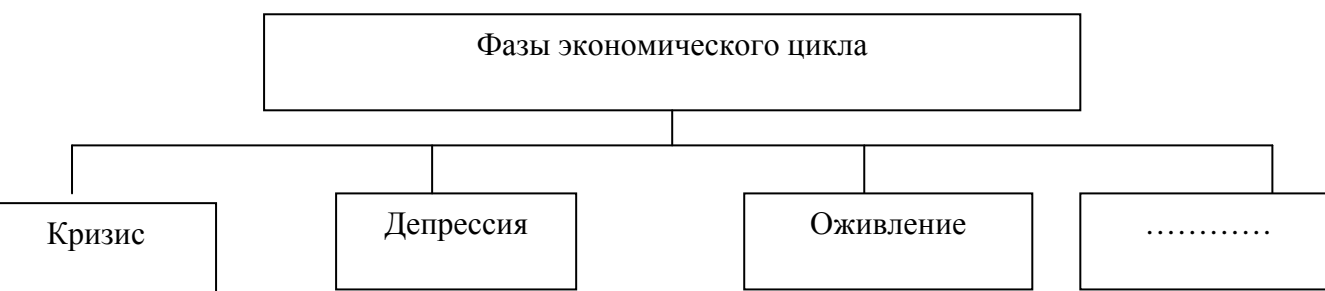 Фазы экономического цикла
Кризис
Депрессия
Оживление
…………